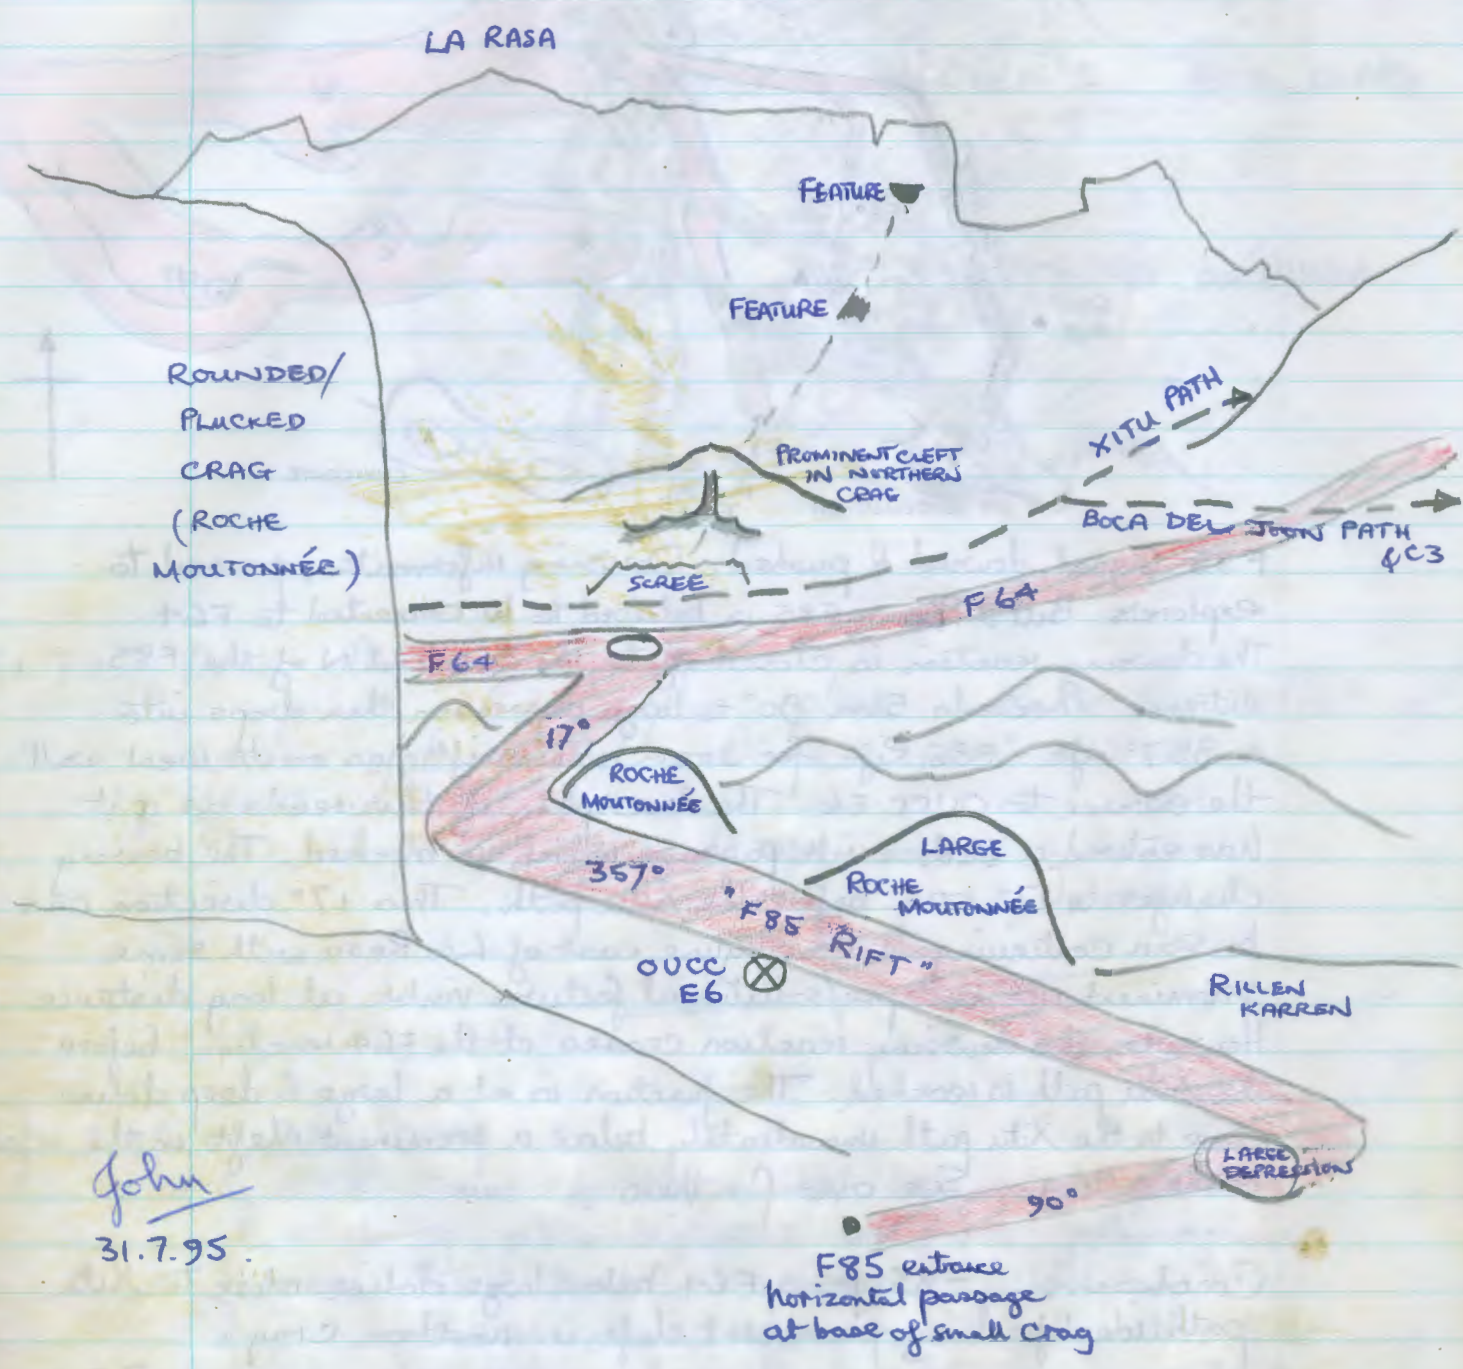 LA RASA
FEATURE
FEATURE
ROUNDED/
PLUCKED
CRAG
(ROCHE
MOUTONNÉE)
XITU PATH
PROMINENT CLEFT
IN NORTHERN
CRAG
BOCA DEL JOON PATH
& C3
SCREE
F64
F64
17°
ROCHE
MOUTONNÉE
LARGE
ROCHE
MOUTONNÉE
357°
"F85 RIFT"
OUCC
E6
RILLEN
KARREN
LARGE
DEPRESSION
90°
John
31.7.95.
F85 entrance
horizontal passage
at base of small crag